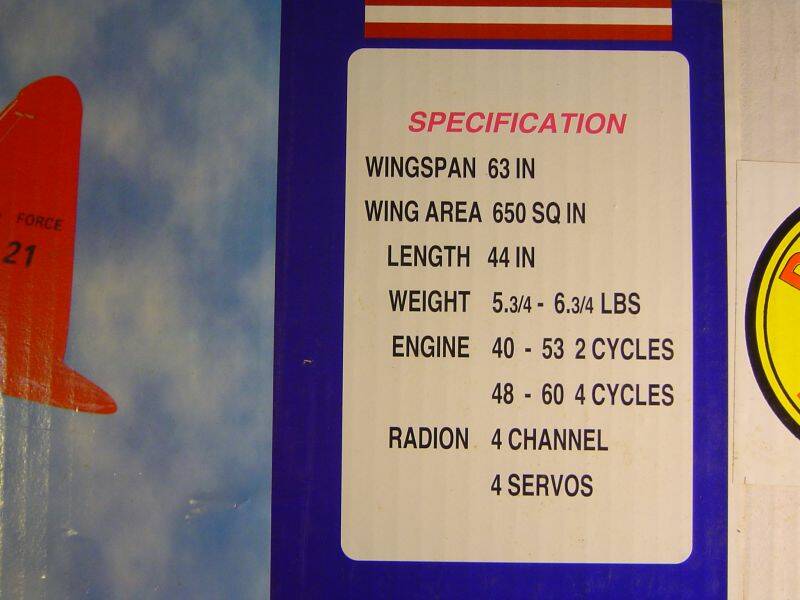 FORCE
21
SPECIFICATION
WINGSPAN 63 IN
WING AREA 650 SQ IN
LENGTH 44 IN
WEIGHT 5.3/4 - 6.3/4 LBS
ENGINE 40 - 53 2 CYCLES
48 - 60 4 CYCLES
RADION 4 CHANNEL
4 SERVOS